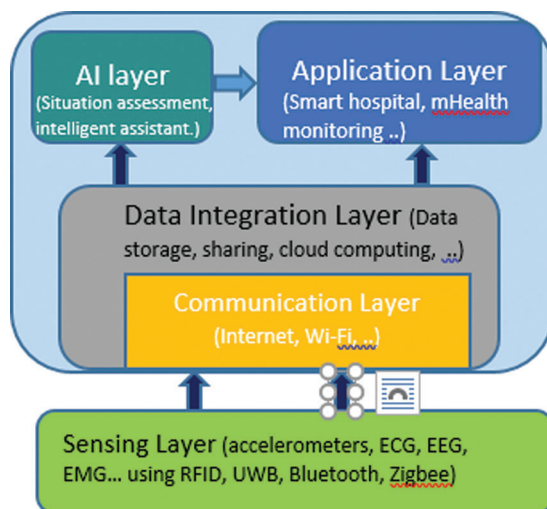 AI layer
(Situation assessment,
intelligent assistant.)
Application Layer
(Smart hospital, mHealth
monitoring ..)
Data Integration Layer (Data
storage, sharing, cloud computing, ..)
Communication Layer
(Internet, Wi-Fi, ..)
Sensing Layer (accelerometers, ECG, EEG,
EMG... using RFID, UWB, Bluetooth, Zigbee)